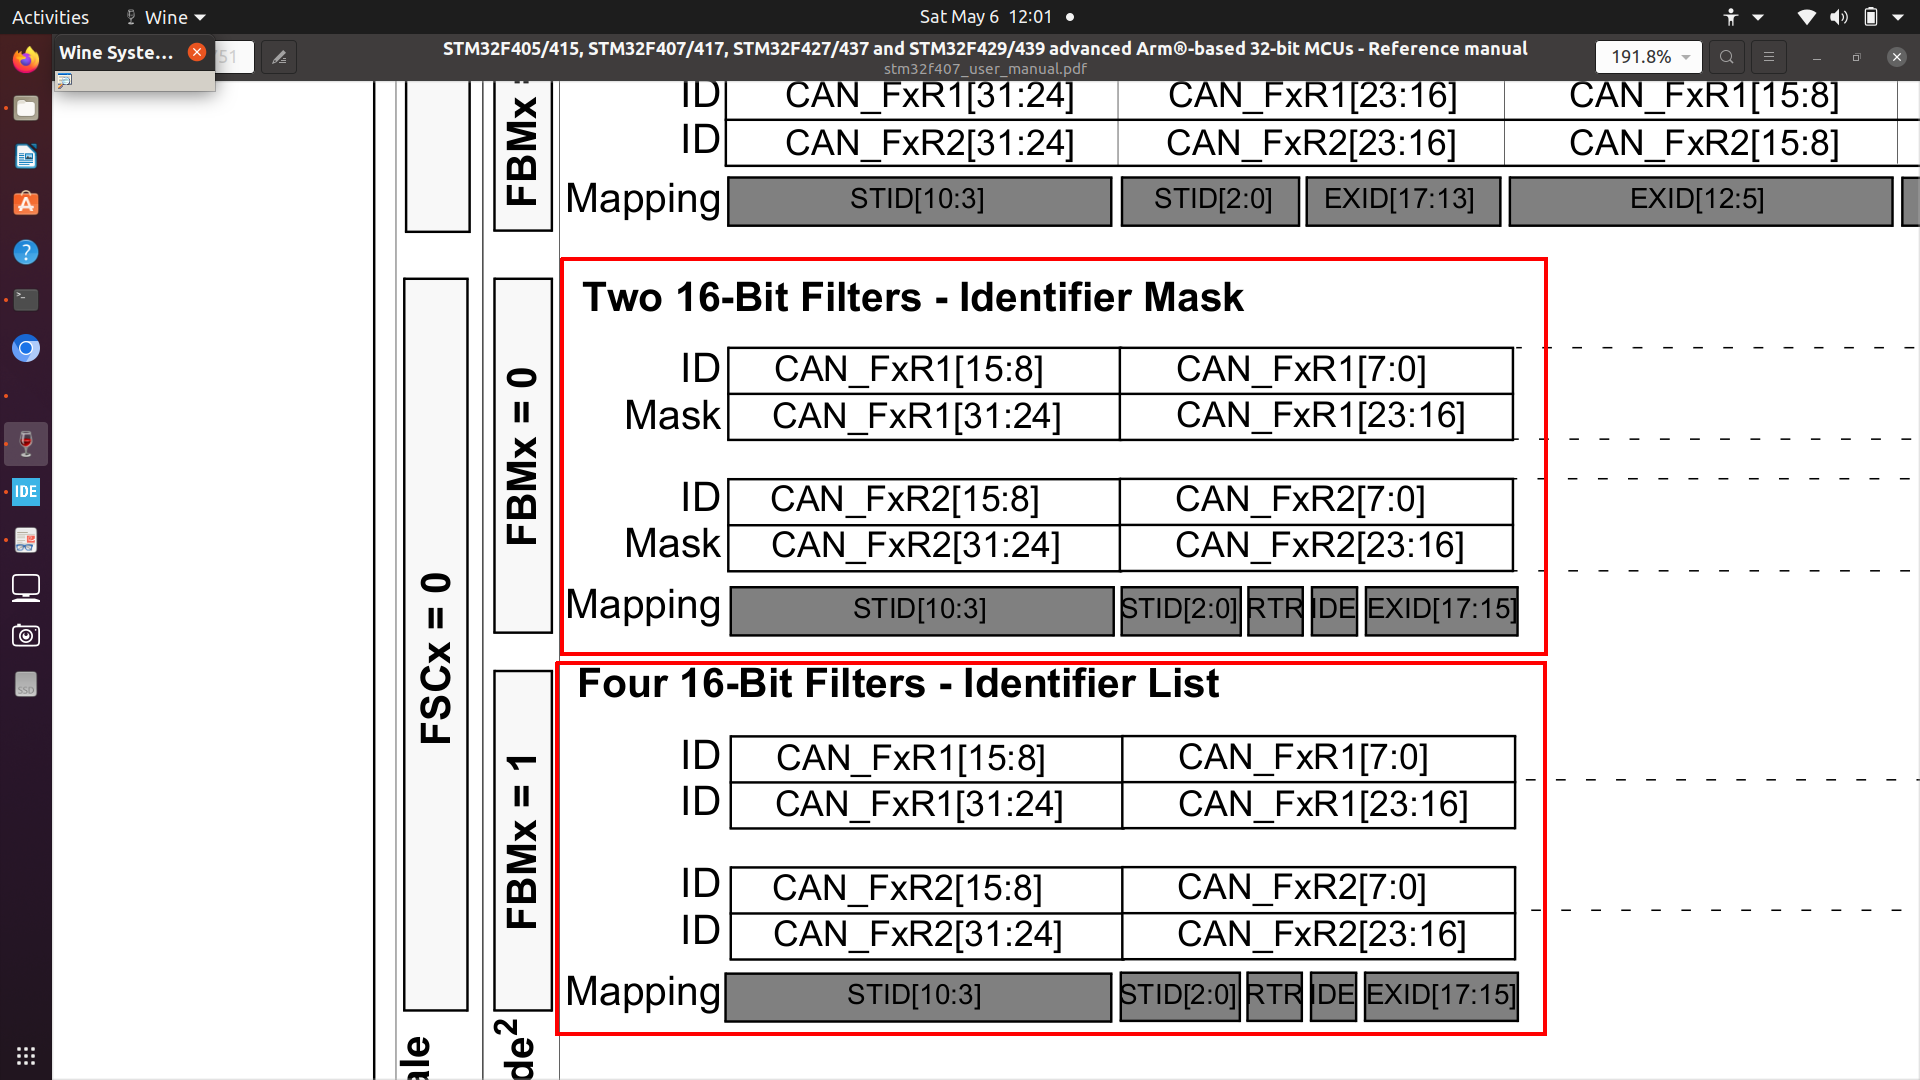 Activities
Wine
Sat May 6 12:01
Wine Syste...
51
STM32F405/415, STM32F407/417, STM32F427/437 and STM32F429/439 advanced Arm®-based 32-bit MCUs - Reference manual
stm32f407_user_manual.pdf
191.8%
ID CAN_FxR1[31:24] CAN_FxR1[23:16] CAN_FxR1[15:8]
ID CAN_FxR2[31:24] CAN_FxR2[23:16] CAN_FxR2[15:8]
Mapping STID[10:3] STID[2:0] EXID[17:13] EXID[12:5]
FBMx
FSCx = 0
FBMx = 0
Two 16-Bit Filters - Identifier Mask
ID CAN_FxR1[15:8] CAN_FxR1[7:0]
Mask CAN_FxR1[31:24] CAN_FxR1[23:16]
ID CAN_FxR2[15:8] CAN_FxR2[7:0]
Mask CAN_FxR2[31:24] CAN_FxR2[23:16]
Mapping STID[10:3] STID[2:0] RTR IDE EXID[17:15]
FBMx = 1
Four 16-Bit Filters - Identifier List
ID CAN_FxR1[15:8] CAN_FxR1[7:0]
ID CAN_FxR1[31:24] CAN_FxR1[23:16]
ID CAN_FxR2[15:8] CAN_FxR2[7:0]
ID CAN_FxR2[31:24] CAN_FxR2[23:16]
Mapping STID[10:3] STID[2:0] RTR IDE EXID[17:15]
ale
de2
IDE
SSD